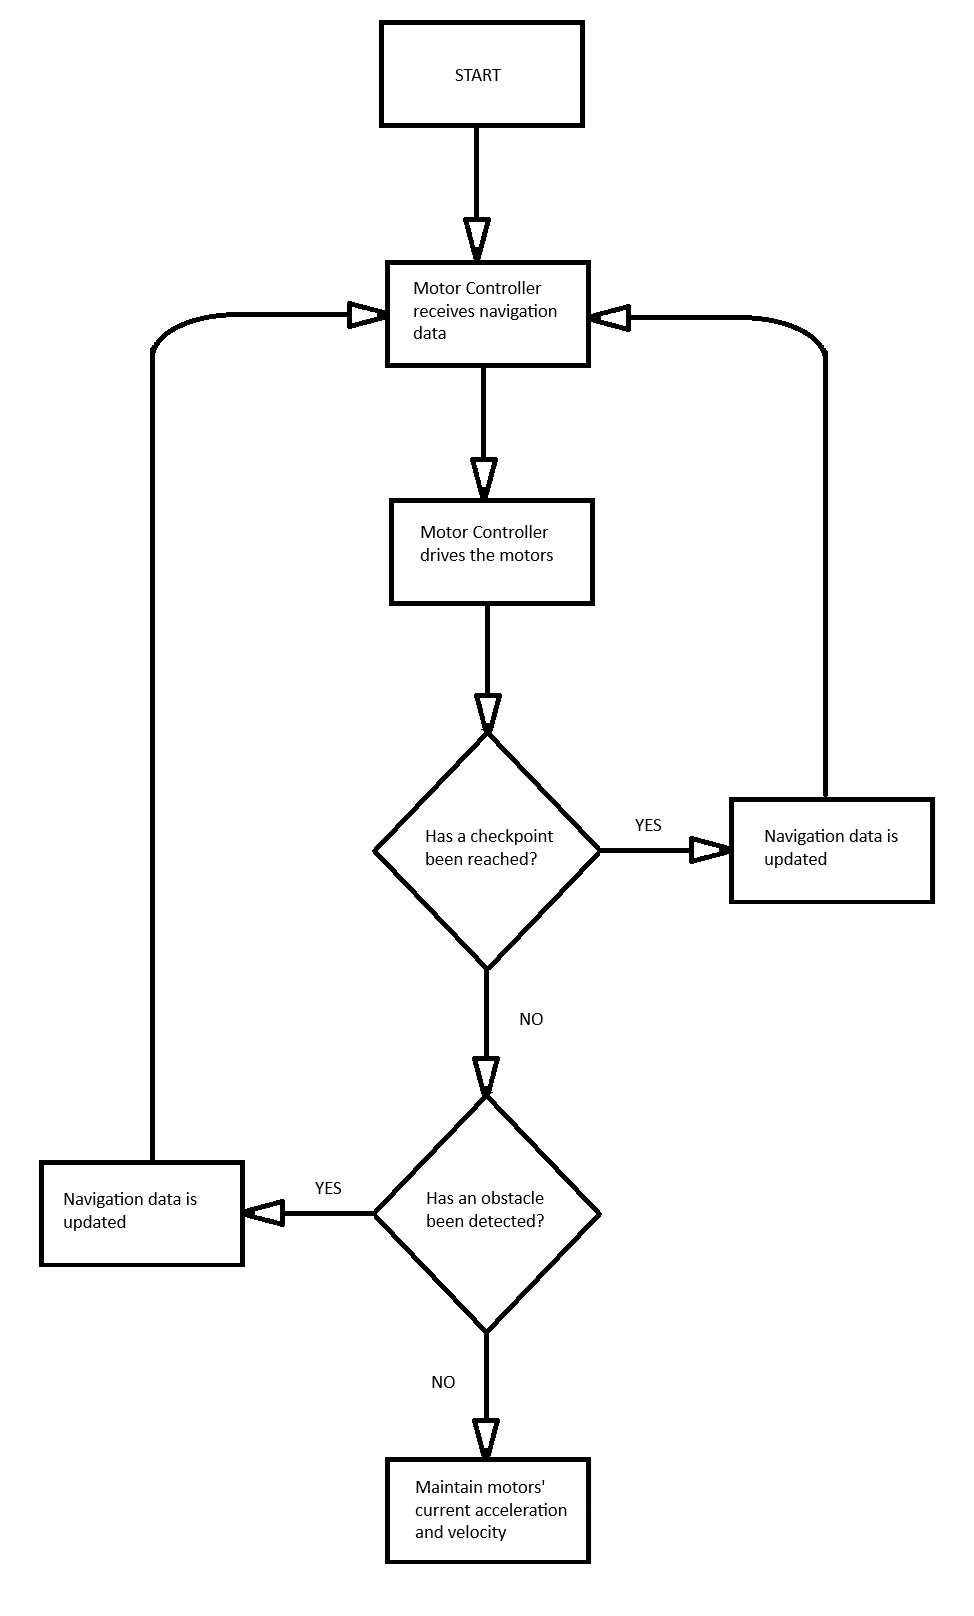 START
Motor Controller
receives navigation
data
Motor Controller
drives the motors
Has a checkpoint
been reached?
YES
Navigation data is
updated
NO
Has an obstacle
been detected?
YES
Navigation data is
updated
NO
Maintain motors'
current acceleration
and velocity